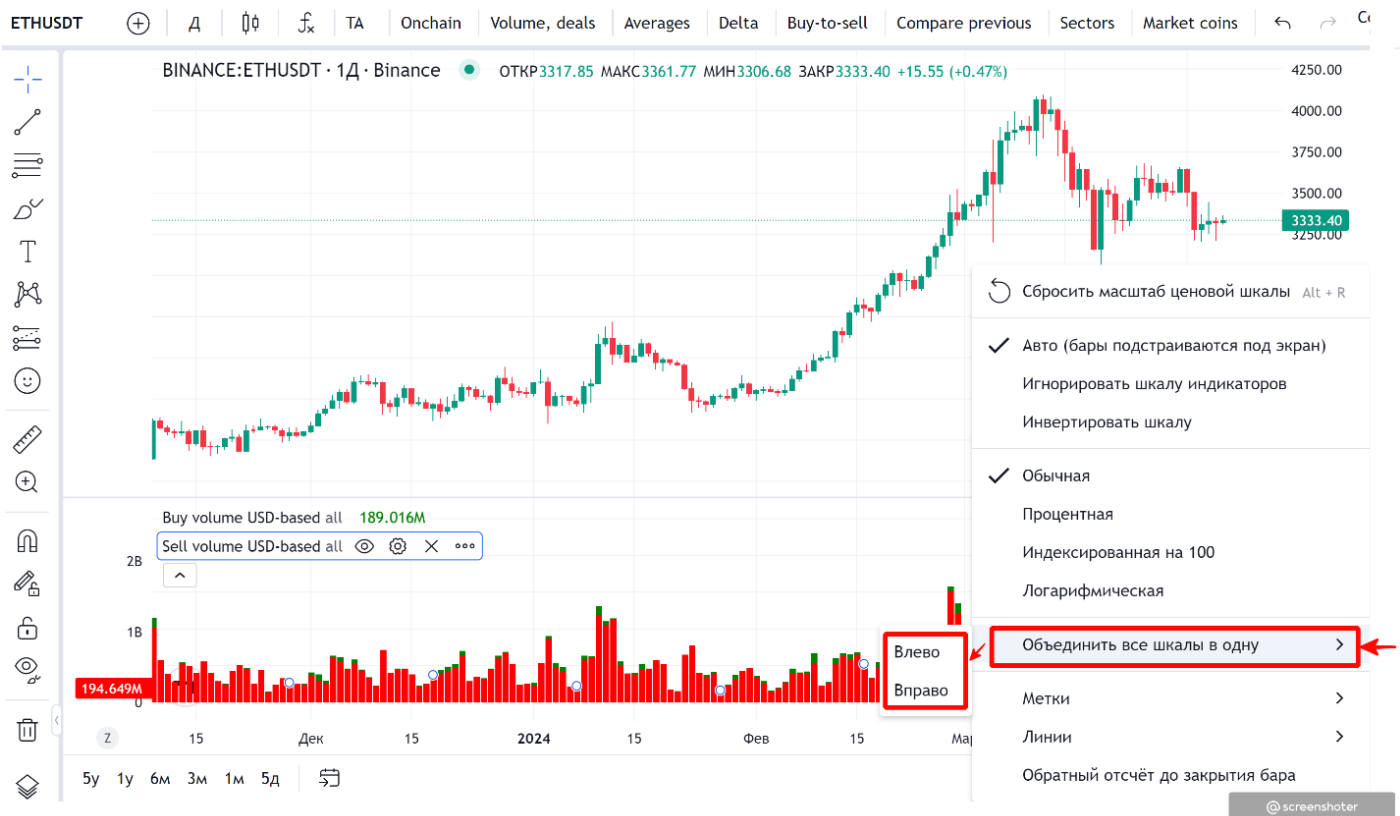 ETHUSDT Д TA Onchain Volume, deals Averages Delta Buy-to-sell Compare previous Sectors Market coins
BINANCE:ETHUSDT · 1Д · Binance ОТКР3317.85 МАКС3361.77 МИН3306.68 ЗАКР3333.40 +15.55 (+0.47%)
4250.00
4000.00
3750.00
3500.00
3333.40
3250.00
Сбросить масштаб ценовой шкалы Alt + R
Авто (бары подстраиваются под экран)
Игнорировать шкалу индикаторов
Инвертировать шкалу
Обычная
Процентная
Индексированная на 100
Логарифмическая
Объединить все шкалы в одну
Влево
Вправо
Метки
Линии
Обратный отсчёт до закрытия бара
Buy volume USD-based all 189.016M
Sell volume USD-based all
2B
1B
194.649M
0
Z 15 Дек 15 2024 15 Фев 15 Мар
5y 1y 6м 3м 1м 5д
@screenshoter